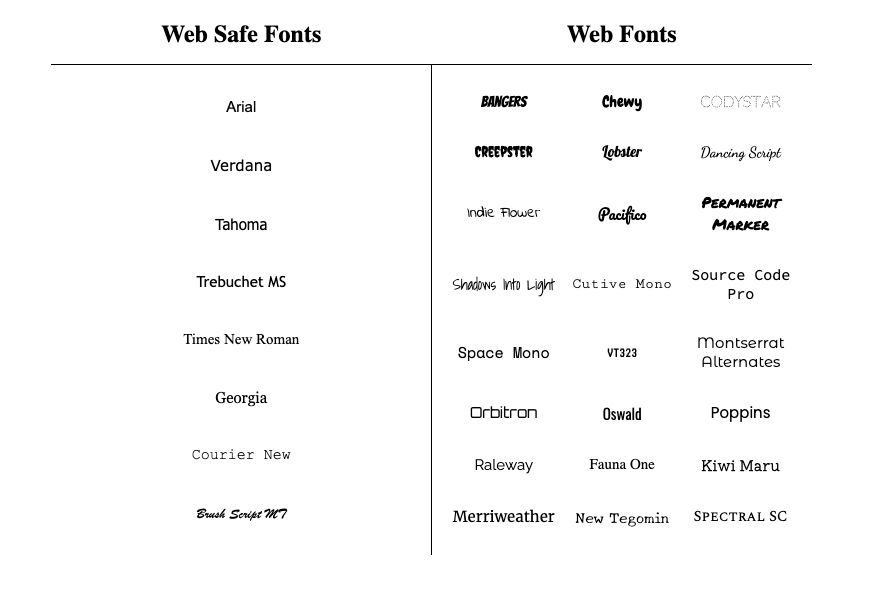 Web Safe Fonts
Web Fonts
Arial
Verdana
Tahoma
Trebuchet MS
Times New Roman
Georgia
Courier New
Brush Script MT
BANGERS
Chewy
CODYSTAR
CREEPSTER
Lobster
Dancing Script
Indie Flower
Pacifico
PERMANENT
MARKER
Shadows Into Light
Cutive Mono
Source Code
Pro
Space Mono
VT323
Montserrat
Alternates
Orbitron
Oswald
Poppins
Raleway
Fauna One
Kiwi Maru
Merriweather
New Tegomin
SPECTRAL SC